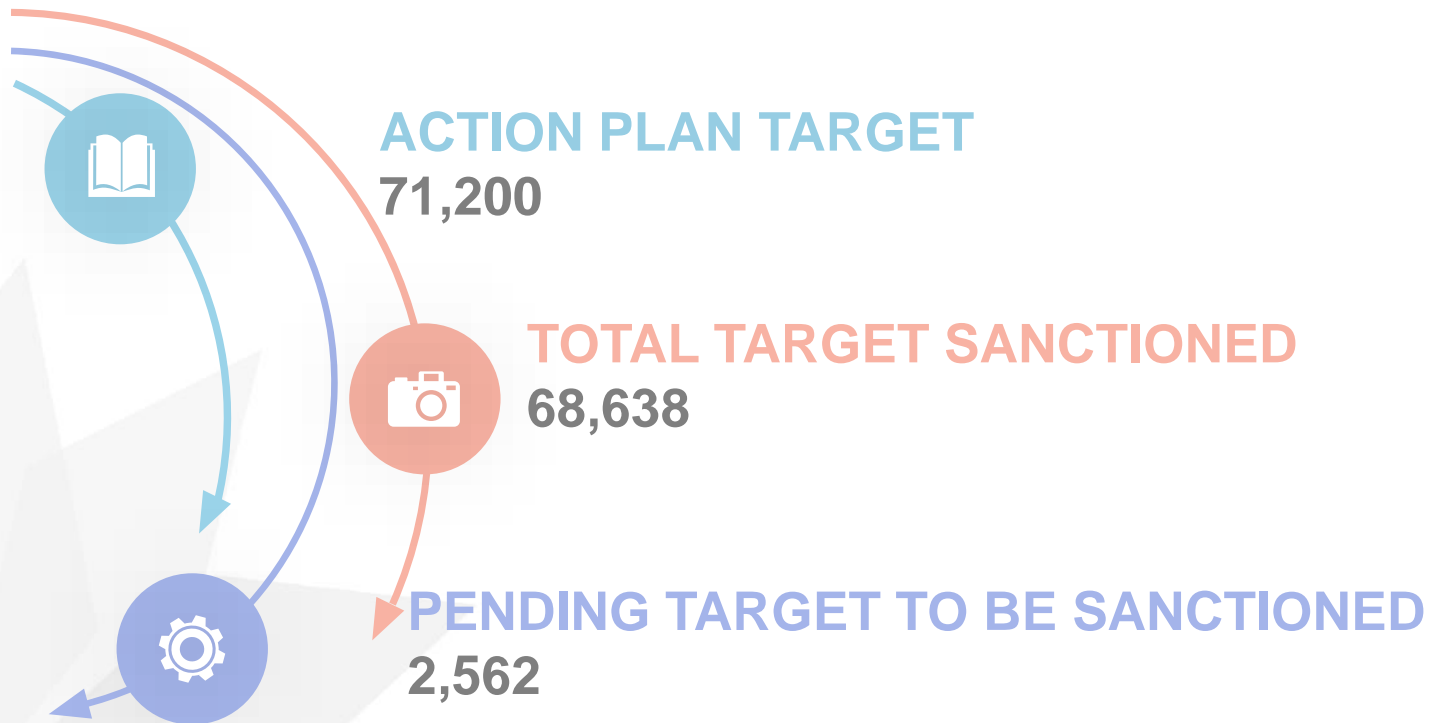 ACTION PLAN TARGET
71,200
TOTAL TARGET SANCTIONED
68,638
PENDING TARGET TO BE SANCTIONED
2,562